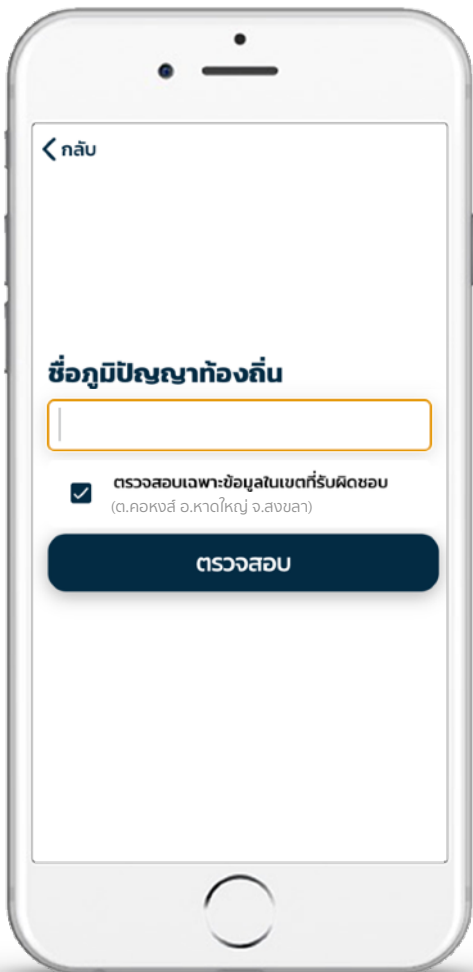 กลับ
ชื่อภูมิปัญญาท้องถิ่น
ตรวจสอบเฉพาะข้อมูลในเขตที่รับผิดชอบ
(ต.คอหงส์ อ.หาดใหญ่ จ.สงขลา)
ตรวจสอบ